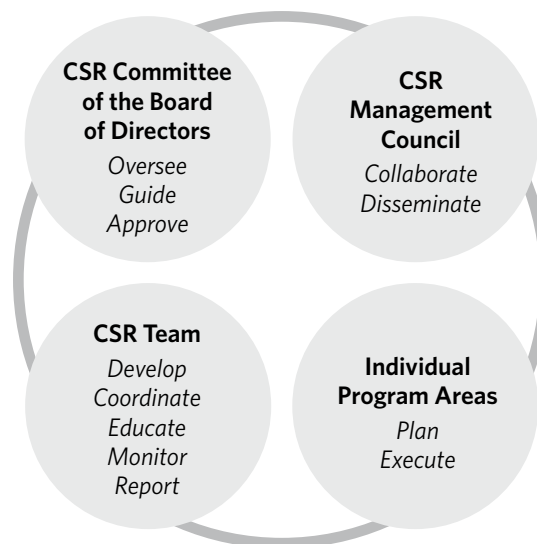 CSR Committee
of the Board
of Directors
Oversee
Guide
Approve
CSR
Management
Council
Collaborate
Disseminate
CSR Team
Develop
Coordinate
Educate
Monitor
Report
Individual
Program Areas
Plan
Execute